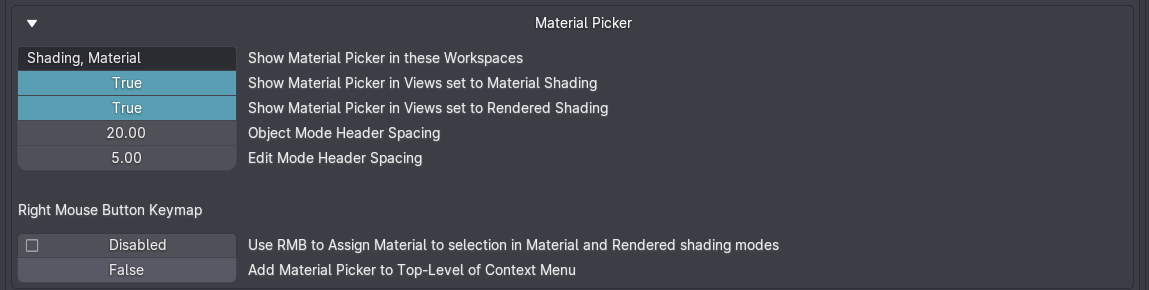 Material Picker
Shading, Material Show Material Picker in these Workspaces
True Show Material Picker in Views set to Material Shading
True Show Material Picker in Views set to Rendered Shading
20.00 Object Mode Header Spacing
5.00 Edit Mode Header Spacing
Right Mouse Button Keymap
Disabled Use RMB to Assign Material to selection in Material and Rendered shading modes
False Add Material Picker to Top-Level of Context Menu